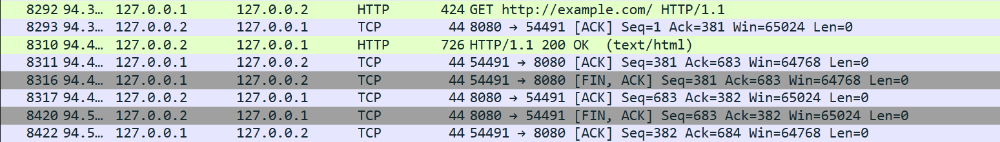 8292 94.3… 127.0.0.1 127.0.0.2 HTTP 424 GET http://example.com/ HTTP/1.1
8293 94.3… 127.0.0.2 127.0.0.1 TCP 44 8080 → 54491 [ACK] Seq=1 Ack=381 Win=65024 Len=0
8310 94.4… 127.0.0.2 127.0.0.1 HTTP 726 HTTP/1.1 200 OK (text/html)
8311 94.4… 127.0.0.1 127.0.0.2 TCP 44 54491 → 8080 [ACK] Seq=381 Ack=683 Win=64768 Len=0
8316 94.4… 127.0.0.1 127.0.0.2 TCP 44 54491 → 8080 [FIN, ACK] Seq=381 Ack=683 Win=64768 Len=0
8317 94.4… 127.0.0.2 127.0.0.1 TCP 44 8080 → 54491 [ACK] Seq=683 Ack=382 Win=65024 Len=0
8420 94.5… 127.0.0.2 127.0.0.1 TCP 44 8080 → 54491 [FIN, ACK] Seq=683 Ack=382 Win=65024 Len=0
8422 94.5… 127.0.0.1 127.0.0.2 TCP 44 54491 → 8080 [ACK] Seq=382 Ack=684 Win=64768 Len=0